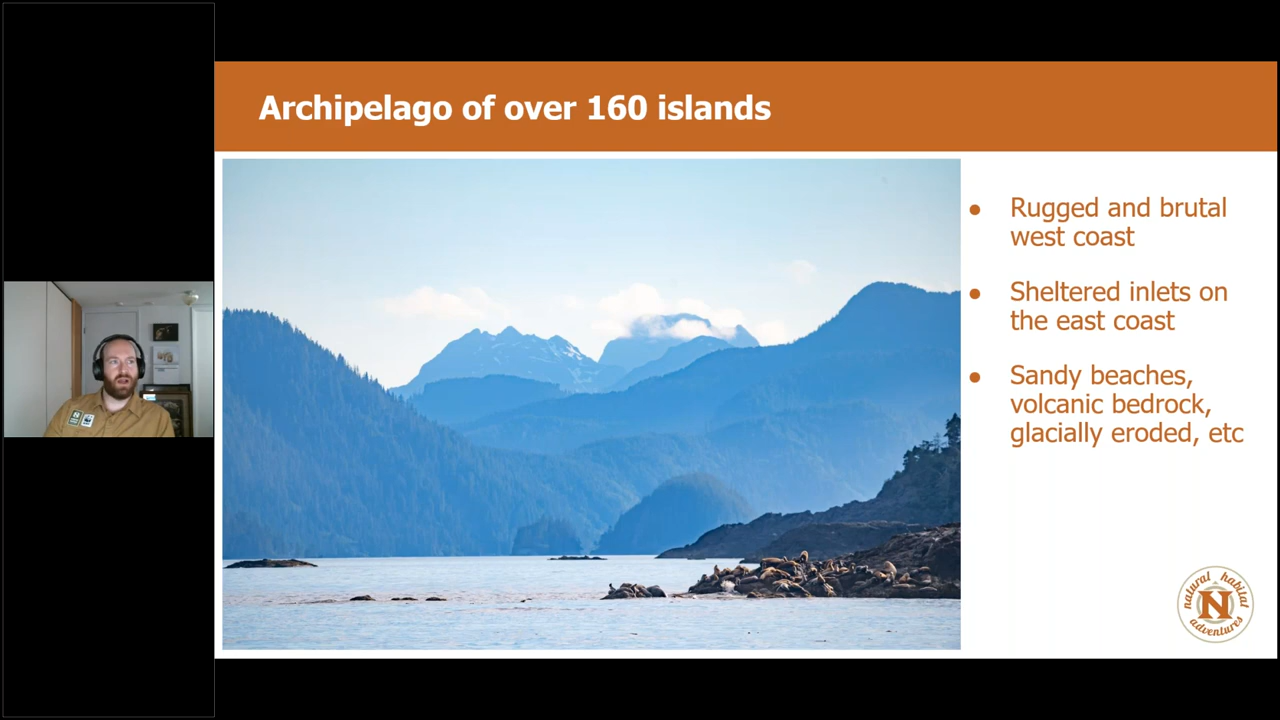 Archipelago of over 160 islands
● Rugged and brutal
west coast
● Sheltered inlets on
the east coast
● Sandy beaches,
volcanic bedrock,
glacially eroded, etc
natural habitat
N
adventures